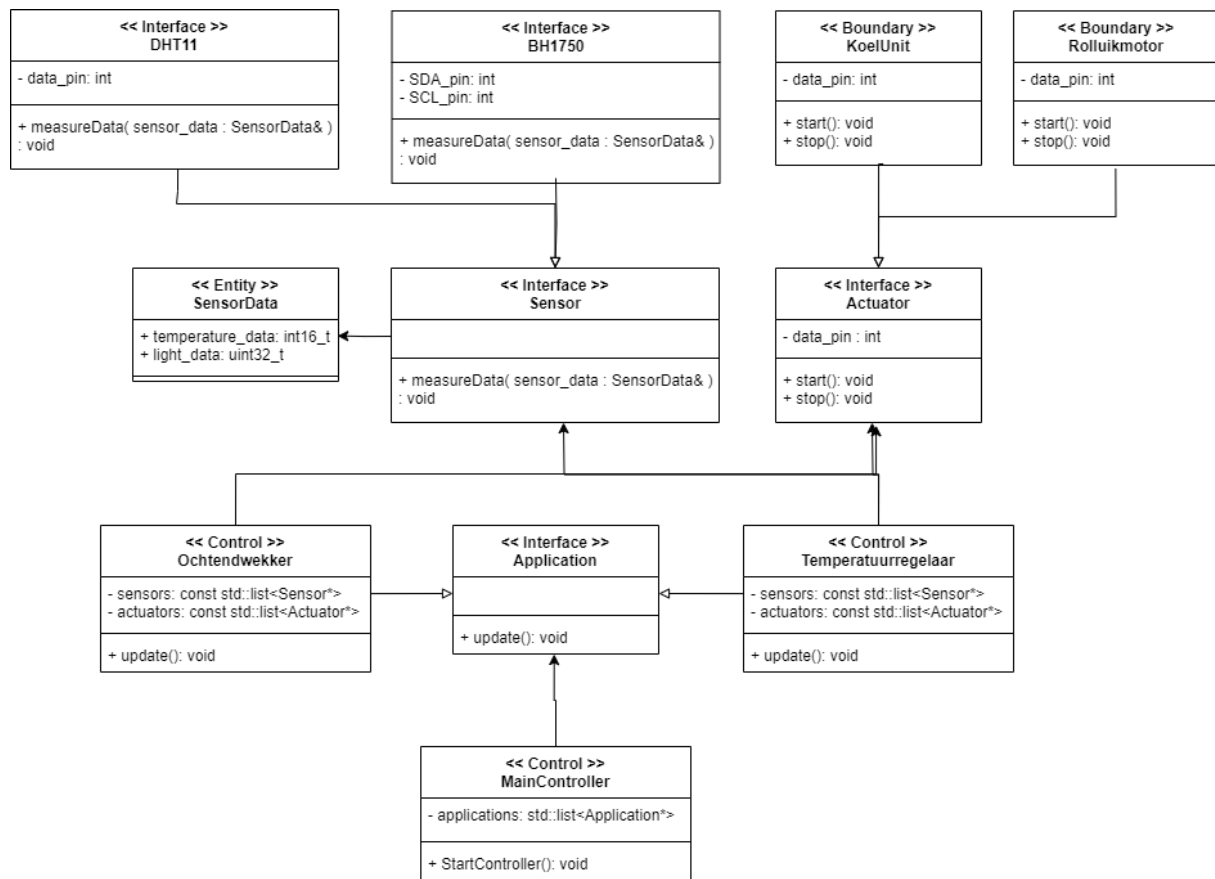 << Interface >>
DHT11
- data_pin: int
+ measureData( sensor_data : SensorData& )
: void
<< Interface >>
BH1750
- SDA_pin: int
- SCL_pin: int
+ measureData( sensor_data : SensorData& )
: void
<< Boundary >>
KoelUnit
- data_pin: int
+ start(): void
+ stop(): void
<< Boundary >>
Rolluikmotor
- data_pin: int
+ start(): void
+ stop(): void
<< Entity >>
SensorData
+ temperature_data: int16_t
+ light_data: uint32_t
<< Interface >>
Sensor
+ measureData( sensor_data : SensorData& )
: void
<< Interface >>
Actuator
- data_pin : int
+ start(): void
+ stop(): void
<< Control >>
Ochtendwekker
- sensors: const std::list<Sensor*>
- actuators: const std::list<Actuator*>
+ update(): void
<< Interface >>
Application
+ update(): void
<< Control >>
Temperatuurregelaar
- sensors: const std::list<Sensor*>
- actuators: const std::list<Actuator*>
+ update(): void
<< Control >>
MainController
- applications: std::list<Application*>
+ StartController(): void